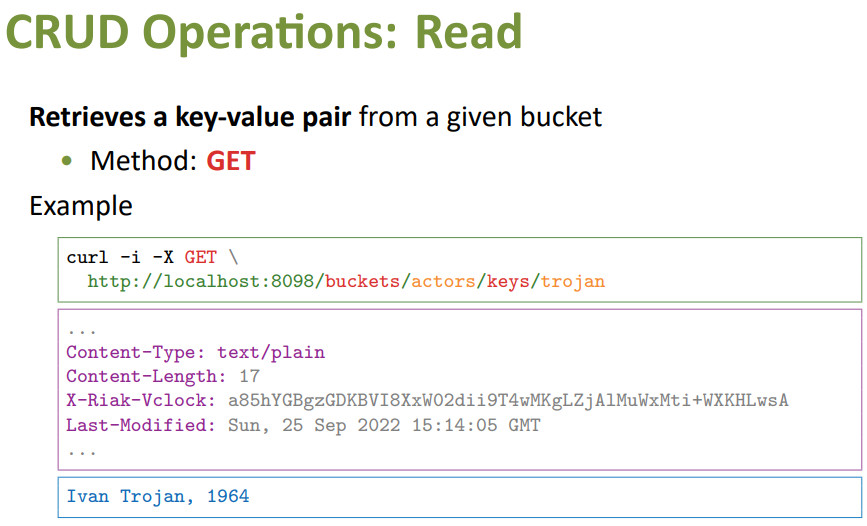 CRUD Operations: Read
Retrieves a key-value pair from a given bucket
• Method: GET
Example
curl -i -X GET \
http://localhost:8098/buckets/actors/keys/trojan
...
Content-Type: text/plain
Content-Length: 17
X-Riak-Vclock: a85hYGBgzGDKBVI8XxW02dii9T4wMKgLZjAlMuWxMti+WXKHLwsA
Last-Modified: Sun, 25 Sep 2022 15:14:05 GMT
...
Ivan Trojan, 1964